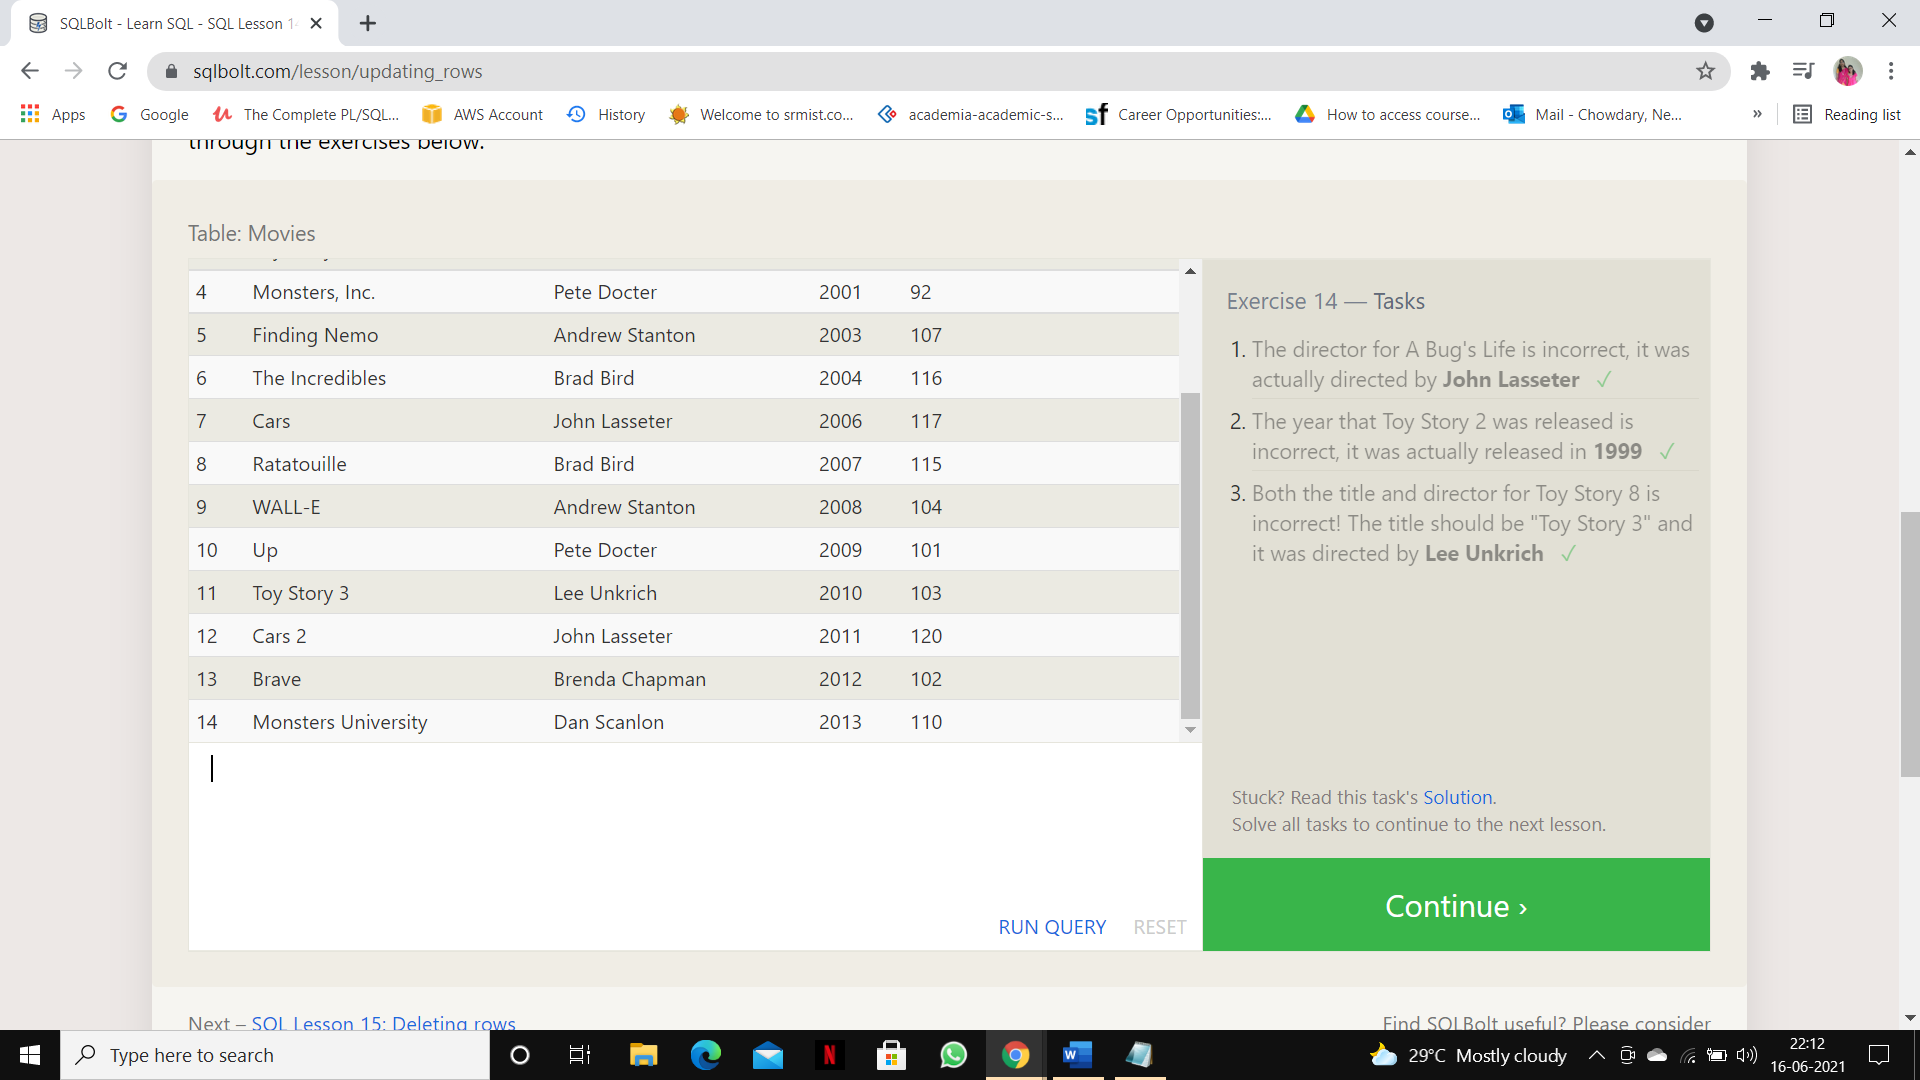 SQLBolt - Learn SQL - SQL Lesson 1
sqlbolt.com/lesson/updating_rows
Apps Google The Complete PL/SQL... AWS Account History Welcome to srmist.co... academia-academic-s... Career Opportunities:... How to access course... Mail - Chowdary, Ne... » Reading list
through the exercises below.
Table: Movies
4 Monsters, Inc. Pete Docter 2001 92
5 Finding Nemo Andrew Stanton 2003 107
6 The Incredibles Brad Bird 2004 116
7 Cars John Lasseter 2006 117
8 Ratatouille Brad Bird 2007 115
9 WALL-E Andrew Stanton 2008 104
10 Up Pete Docter 2009 101
11 Toy Story 3 Lee Unkrich 2010 103
12 Cars 2 John Lasseter 2011 120
13 Brave Brenda Chapman 2012 102
14 Monsters University Dan Scanlon 2013 110
RUN QUERY RESET
Exercise 14 — Tasks
1. The director for A Bug's Life is incorrect, it was
actually directed by John Lasseter ✓
2. The year that Toy Story 2 was released is
incorrect, it was actually released in 1999 ✓
3. Both the title and director for Toy Story 8 is
incorrect! The title should be "Toy Story 3" and
it was directed by Lee Unkrich ✓
Stuck? Read this task's Solution.
Solve all tasks to continue to the next lesson.
Continue ›
Next – SQL Lesson 15: Deleting rows
Find SQLBolt useful? Please consider
Type here to search
29°C Mostly cloudy
22:12
16-06-2021